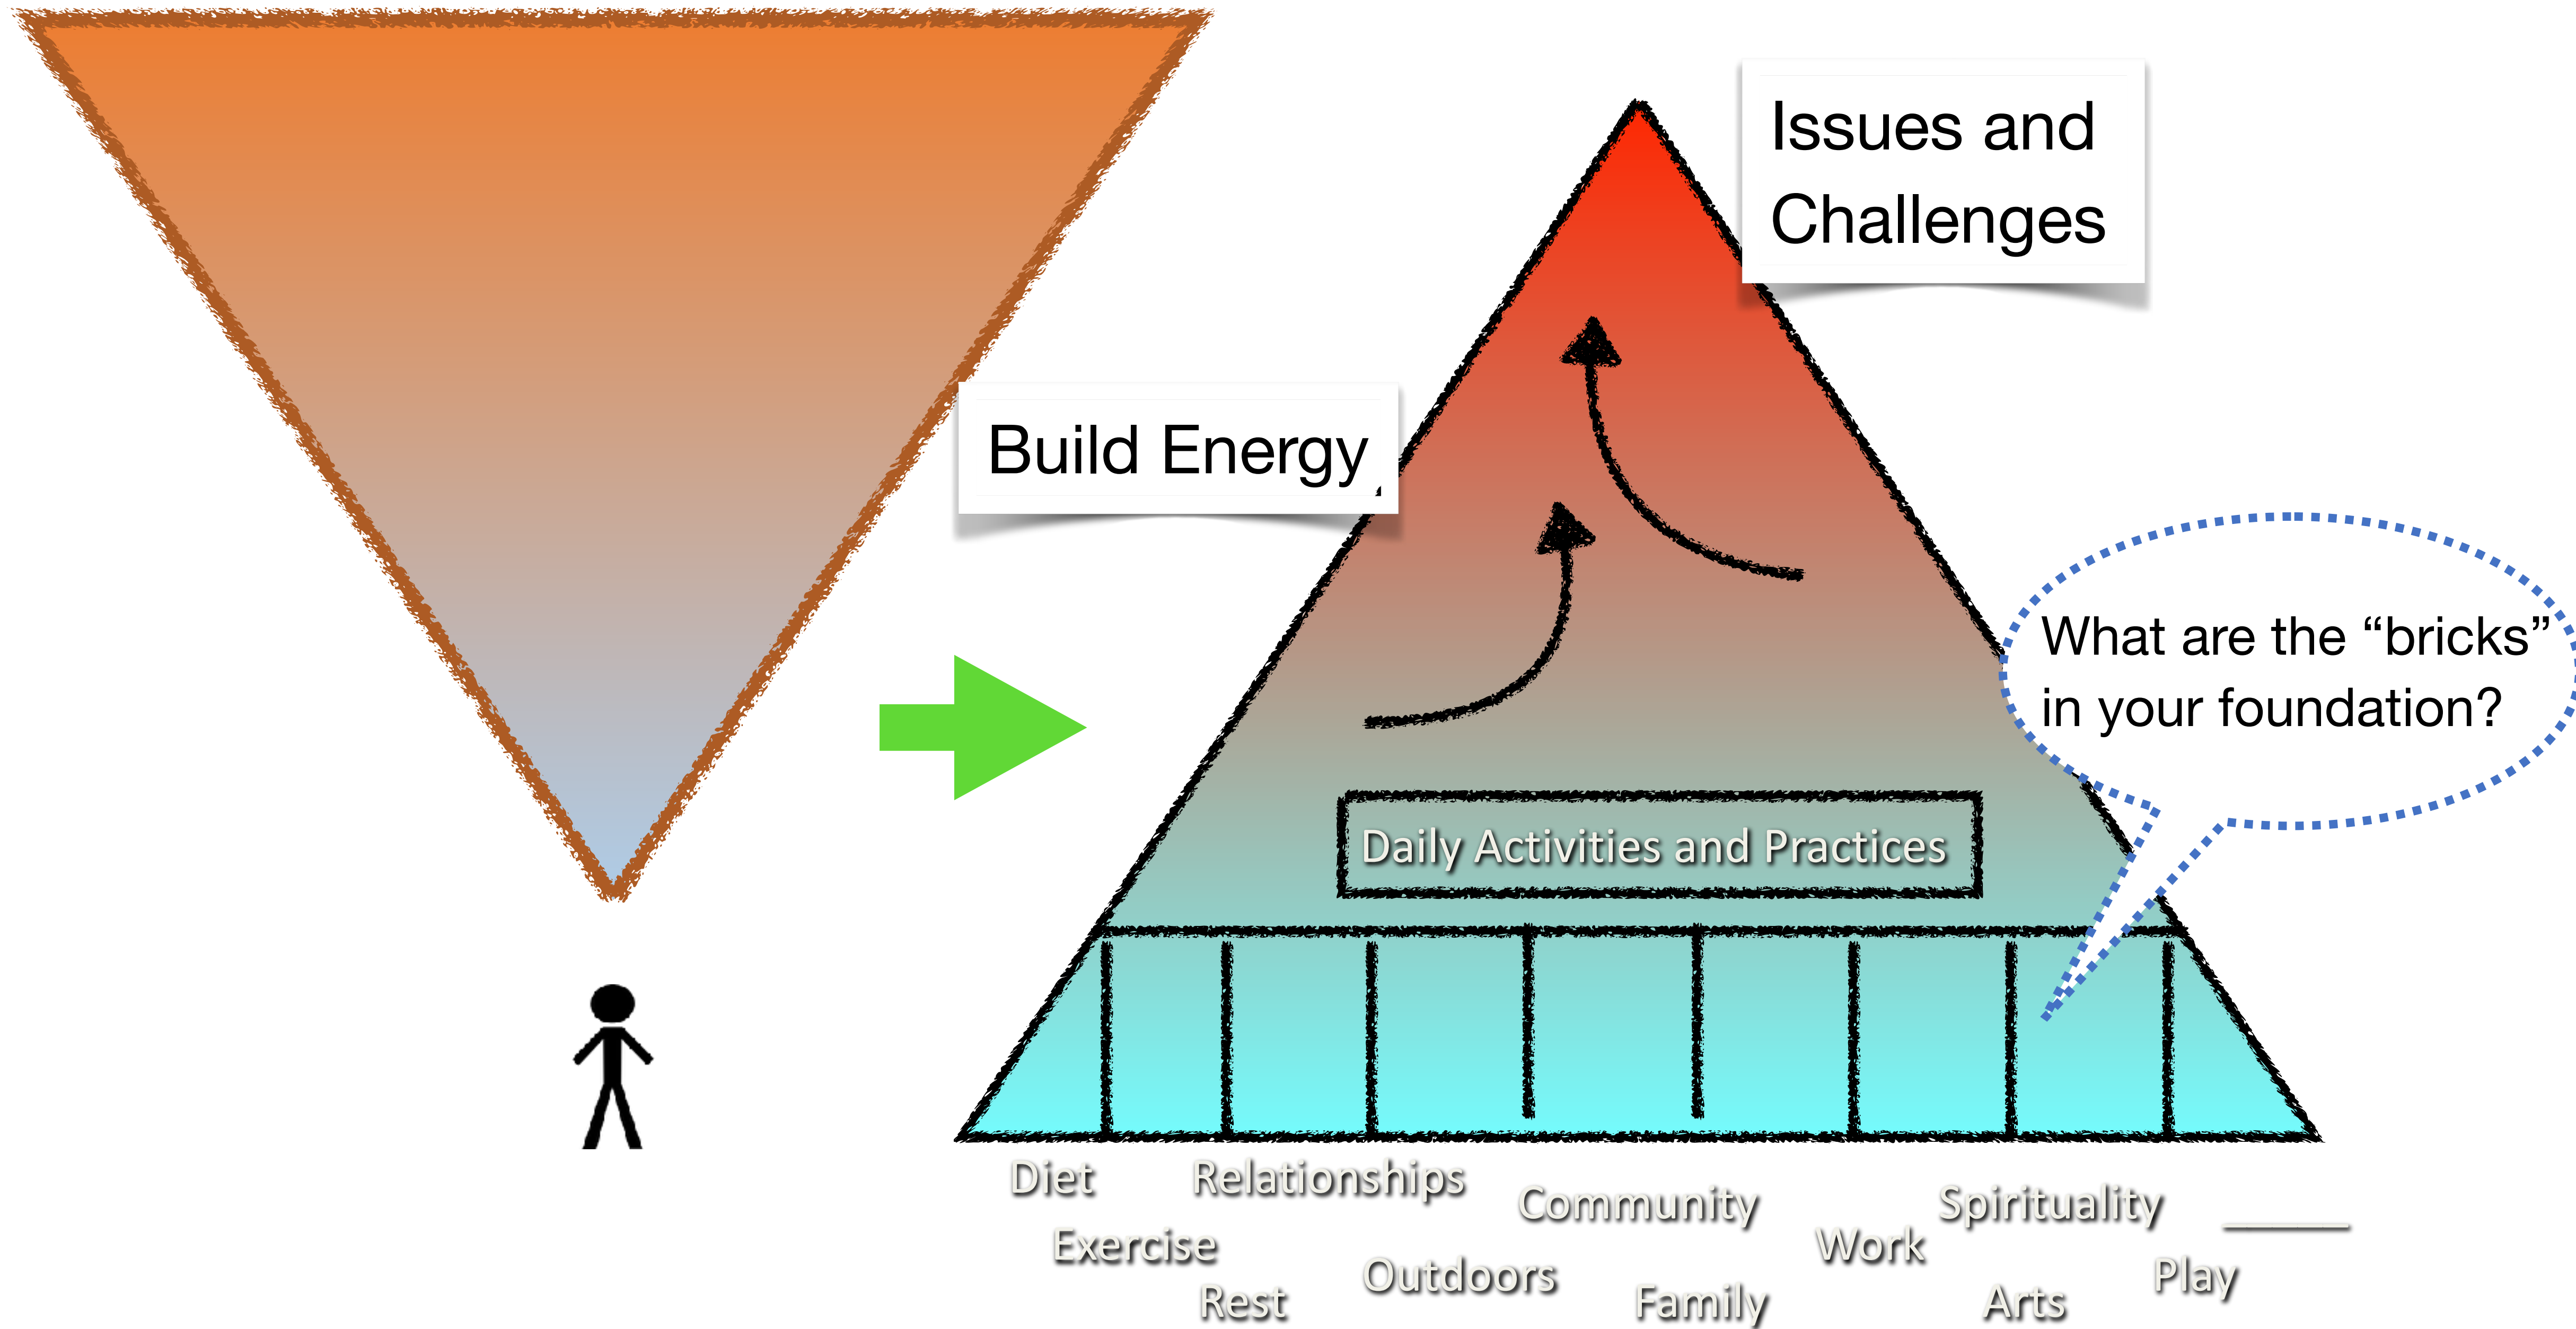 Issues and
Challenges
Build Energy
What are the “bricks”
in your foundation?
Daily Activities and Practices
Diet
Relationships
Community
Spirituality
______
Exercise
Work
Rest
Outdoors
Family
Arts
Play